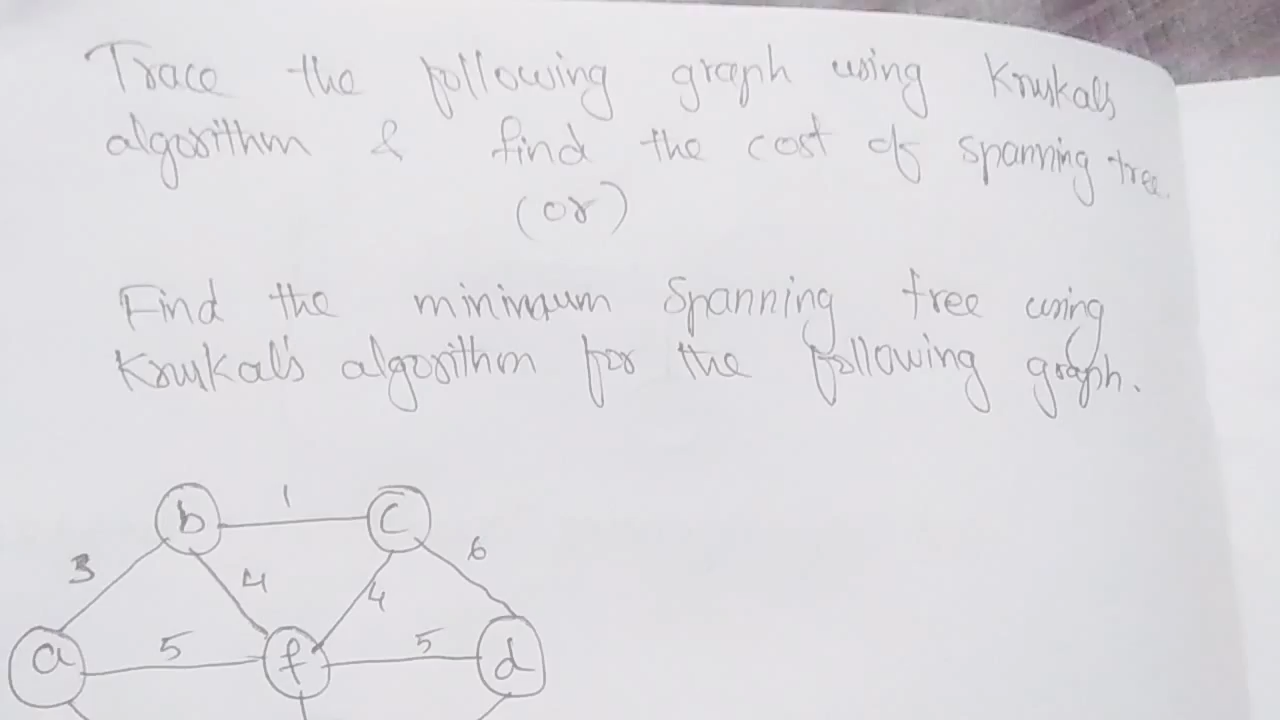 Trace the following graph using Kruskals
algorithm & find the cost of spanning tree.
(or)
Find the minimum spanning tree using
Kruskal's algorithm for the following graph.
b 1 c
3 4 4 6
a 5 f 5 d